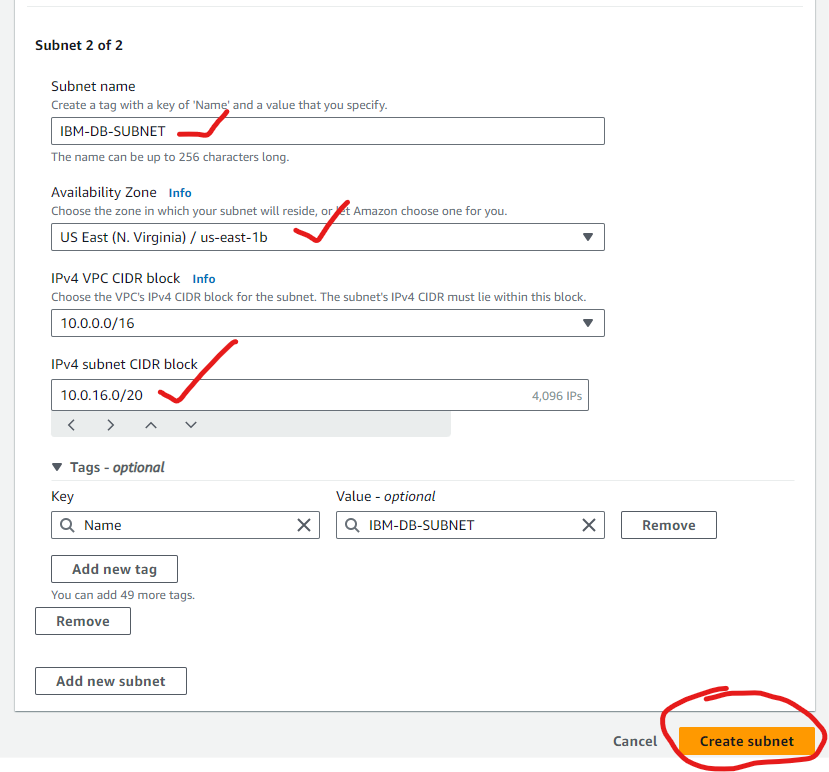 Subnet 2 of 2
Subnet name
Create a tag with a key of 'Name' and a value that you specify.
IBM-DB-SUBNET
The name can be up to 256 characters long.
Availability Zone Info
Choose the zone in which your subnet will reside, or let Amazon choose one for you.
US East (N. Virginia) / us-east-1b
IPv4 VPC CIDR block Info
Choose the VPC's IPv4 CIDR block for the subnet. The subnet's IPv4 CIDR must lie within this block.
10.0.0.0/16
IPv4 subnet CIDR block
10.0.16.0/20 4,096 IPs
Tags - optional
Key Value - optional
Name IBM-DB-SUBNET Remove
Add new tag
You can add 49 more tags.
Remove
Add new subnet
Cancel Create subnet